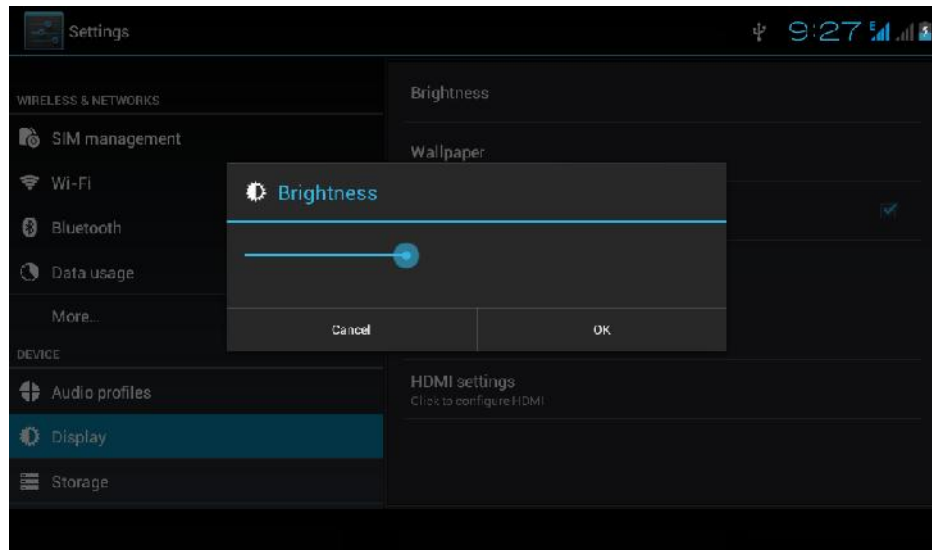 Settings
9:27
WIRELESS & NETWORKS
SIM management
Wi-Fi
Bluetooth
Data usage
More...
DEVICE
Audio profiles
Display
Storage
Brightness
Wallpaper
HDMI settings
Click to configure HDMI
Brightness
Cancel
OK